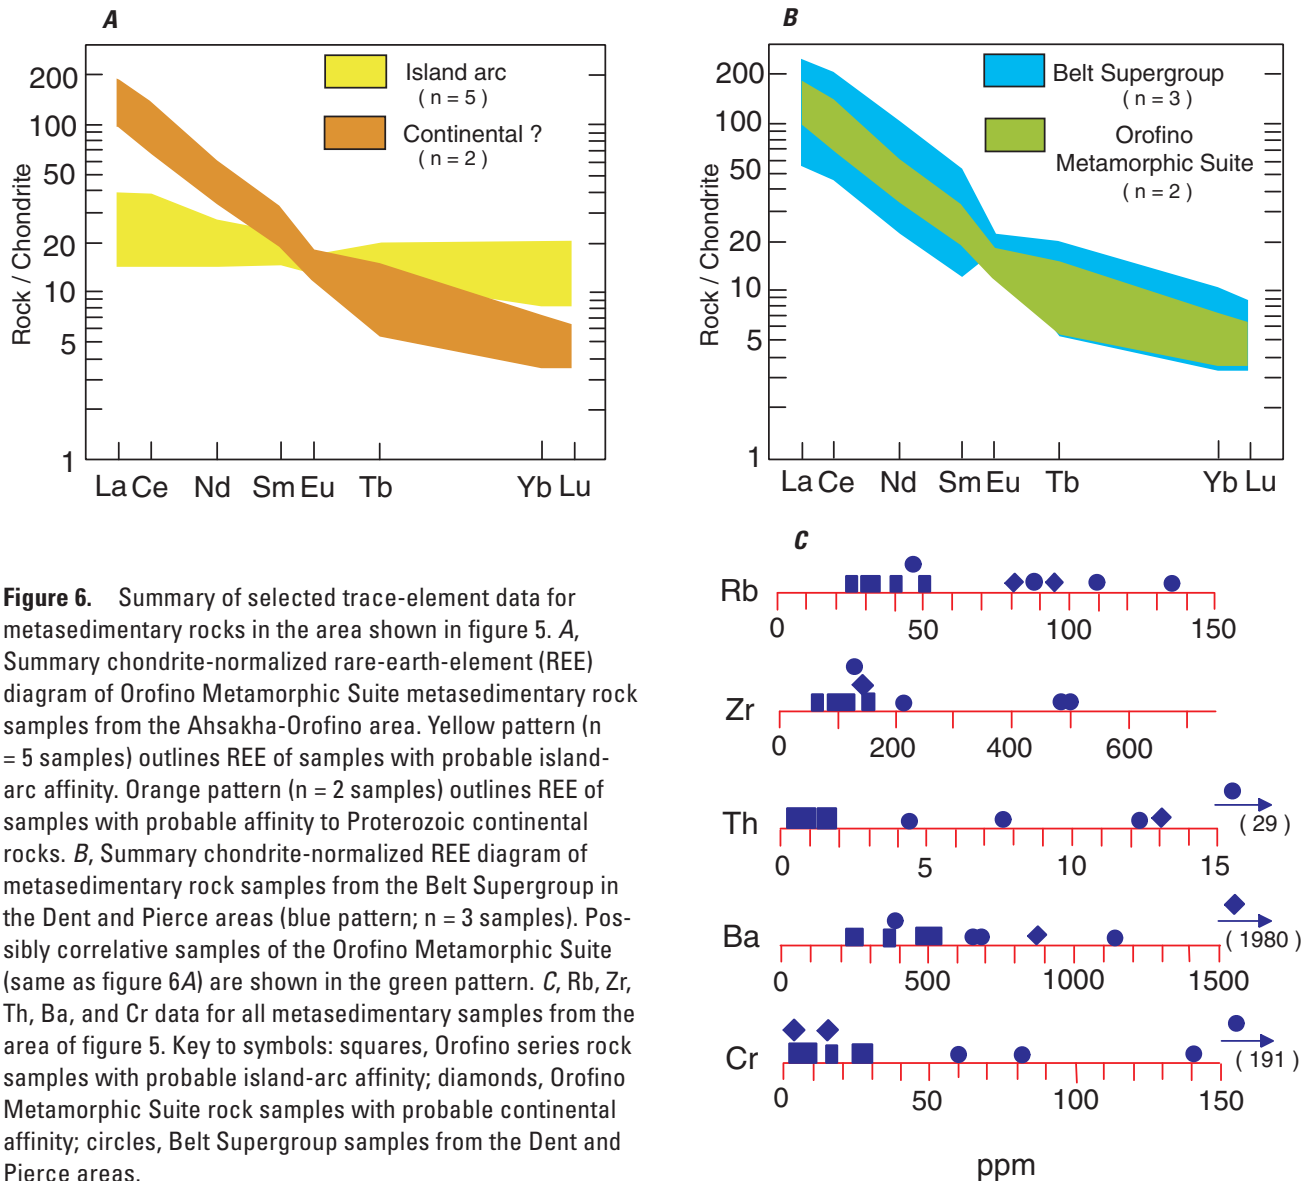 A
200
100
50
20
10
5
1
Rock / Chondrite
Island arc
( n = 5 )
Continental ?
( n = 2 )
La Ce Nd Sm Eu Tb Yb Lu
B
200
100
50
20
10
5
1
Rock / Chondrite
Belt Supergroup
( n = 3 )
Orofino
Metamorphic Suite
( n = 2 )
La Ce Nd Sm Eu Tb Yb Lu
Figure 6. Summary of selected trace-element data for
metasedimentary rocks in the area shown in figure 5. A,
Summary chondrite-normalized rare-earth-element (REE)
diagram of Orofino Metamorphic Suite metasedimentary rock
samples from the Ahsakha-Orofino area. Yellow pattern (n
= 5 samples) outlines REE of samples with probable island-
arc affinity. Orange pattern (n = 2 samples) outlines REE of
samples with probable affinity to Proterozoic continental
rocks. B, Summary chondrite-normalized REE diagram of
metasedimentary rock samples from the Belt Supergroup in
the Dent and Pierce areas (blue pattern; n = 3 samples). Pos-
sibly correlative samples of the Orofino Metamorphic Suite
(same as figure 6A) are shown in the green pattern. C, Rb, Zr,
Th, Ba, and Cr data for all metasedimentary samples from the
area of figure 5. Key to symbols: squares, Orofino series rock
samples with probable island-arc affinity; diamonds, Orofino
Metamorphic Suite rock samples with probable continental
affinity; circles, Belt Supergroup samples from the Dent and
Pierce areas.
C
Rb
0 50 100 150
Zr
0 200 400 600
Th
( 29 )
0 5 10 15
Ba
( 1980 )
0 500 1000 1500
Cr
( 191 )
0 50 100 150
ppm